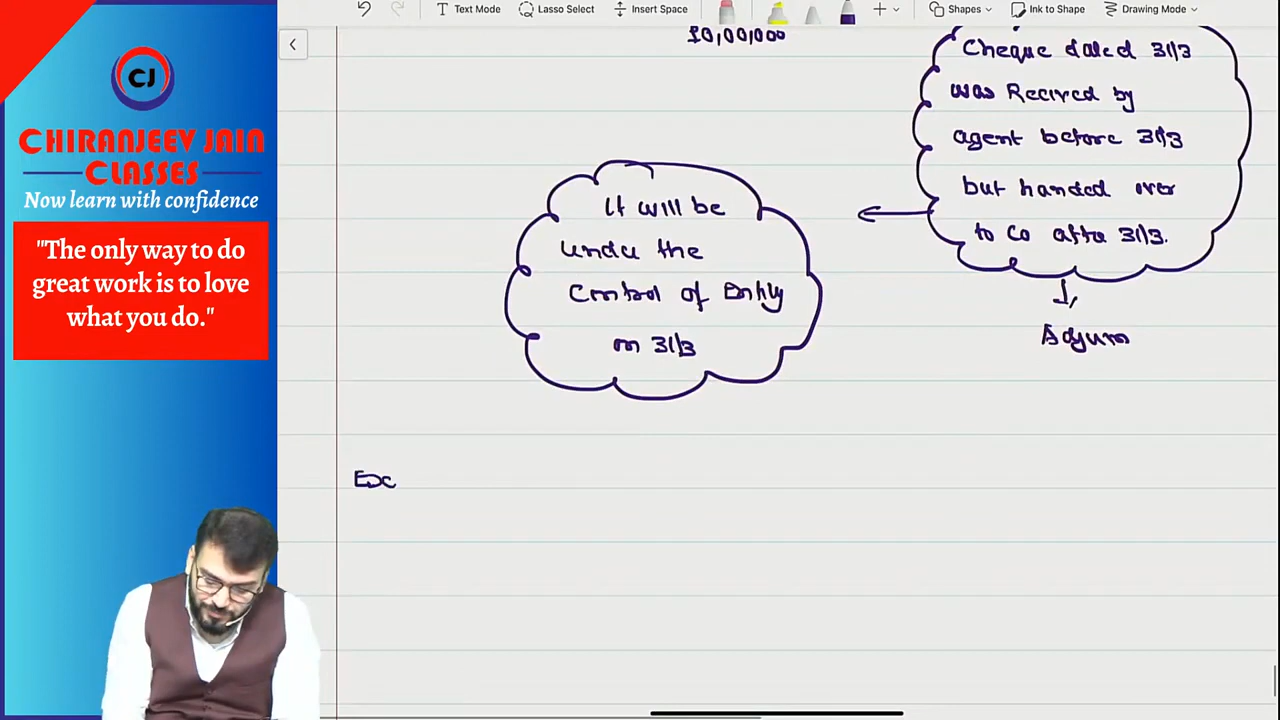 Text Mode
Lasso Select
Insert Space
Shapes
Ink to Shape
Drawing Mode
CJ
CHIRANJEEV JAIN
CLASSES
Now learn with confidence
"The only way to do
great work is to love
what you do."
10,00,000
Cheque dated 31/3
was Recived by
agent before 31/3
but handed over
to Co after 31/3.
It will be
under the
Control of Entity
on 31/3